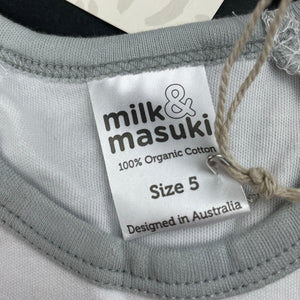 milk&
masuki
100% Organic Cotton
Size 5
Designed in Australia